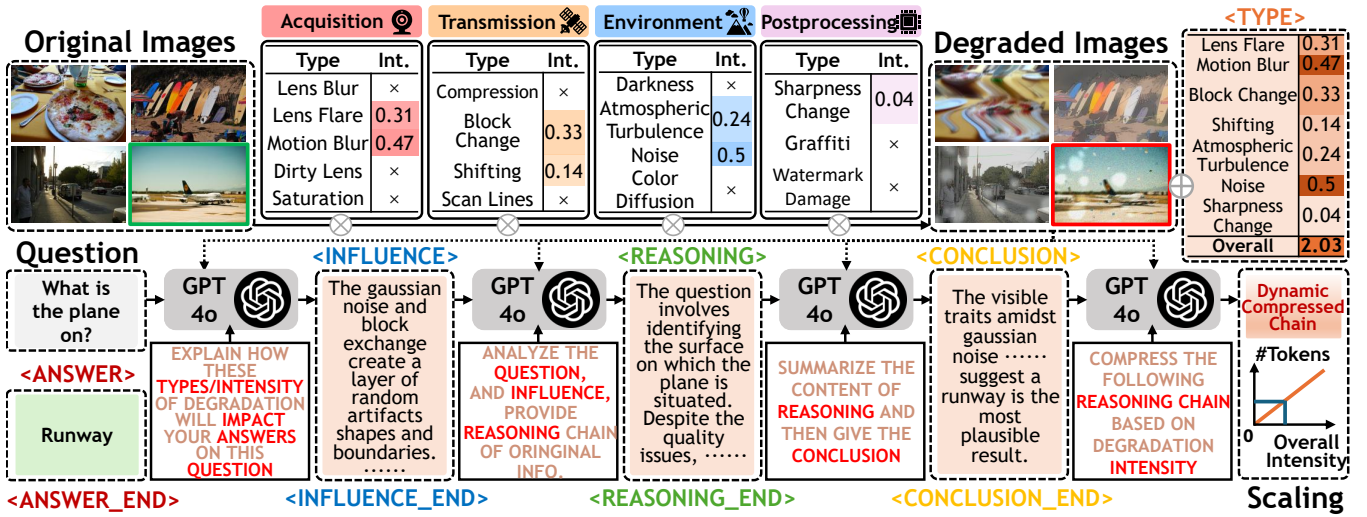 Original Images
Acquisition
Type Int.
Lens Blur ×
Lens Flare 0.31
Motion Blur 0.47
Dirty Lens ×
Saturation ×
Transmission
Type Int.
Compression ×
Block
Change 0.33
Shifting 0.14
Scan Lines ×
Environment
Type Int.
Darkness ×
Atmospheric
Turbulence 0.24
Noise 0.5
Color
Diffusion ×
Postprocessing
Type Int.
Sharpness
Change 0.04
Graffiti ×
Watermark
Damage ×
Degraded Images
<TYPE>
Lens Flare 0.31
Motion Blur 0.47
Block Change 0.33
Shifting 0.14
Atmospheric
Turbulence 0.24
Noise 0.5
Sharpness
Change 0.04
Overall 2.03
Question
What is
the plane
on?
<ANSWER>
Runway
<ANSWER_END>
GPT
4o
EXPLAIN HOW
THESE
TYPES/INTENSITY
OF DEGRADATION
WILL IMPACT
YOUR ANSWERS
ON THIS
QUESTION
<INFLUENCE>
The gaussian
noise and
block
exchange
create a
layer of
random
artifacts
shapes and
boundaries.
······
<INFLUENCE_END>
GPT
4o
ANALYZE THE
QUESTION,
AND INFLUENCE,
PROVIDE
REASONING CHAIN
OF ORINGINAL
INFO.
<REASONING>
The question
involves
identifying
the surface
on which the
plane is
situated.
Despite the
quality
issues, ······
<REASONING_END>
GPT
4o
SUMMARIZE THE
CONTENT OF
REASONING AND
THEN GIVE THE
CONCLUSION
<CONCLUSION>
The visible
traits amidst
gaussian
noise ······
suggest a
runway is the
most
plausible
result.
<CONCLUSION_END>
GPT
4o
COMPRESS THE
FOLLOWING
REASONING CHAIN
BASED ON
DEGRADATION
INTENSITY
Dynamic
Compressed
Chain
#Tokens
0
Overall
Intensity
Scaling